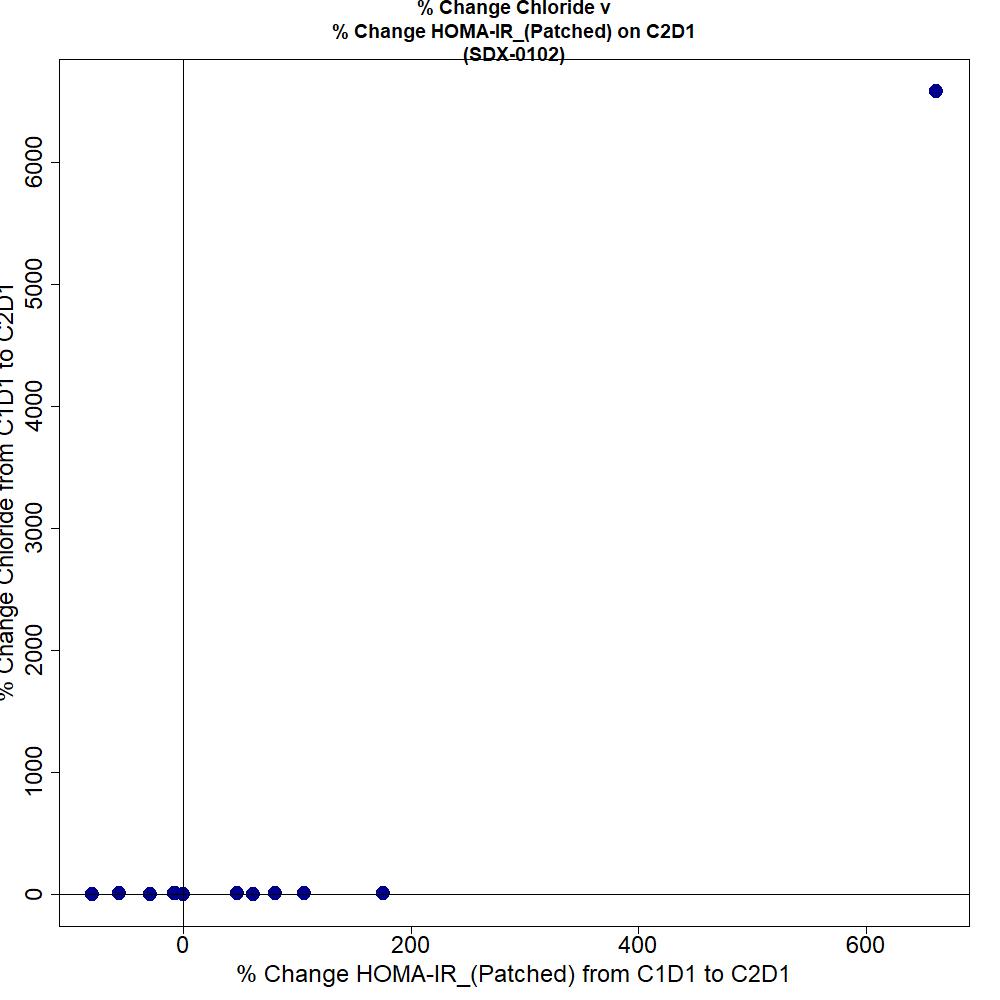 % Change Chloride v
% Change HOMA-IR_(Patched) on C2D1
(SDX-0102)
% Change Chloride from C1D1 to C2D1
6000
5000
4000
3000
2000
1000
0
0
200
400
600
% Change HOMA-IR_(Patched) from C1D1 to C2D1